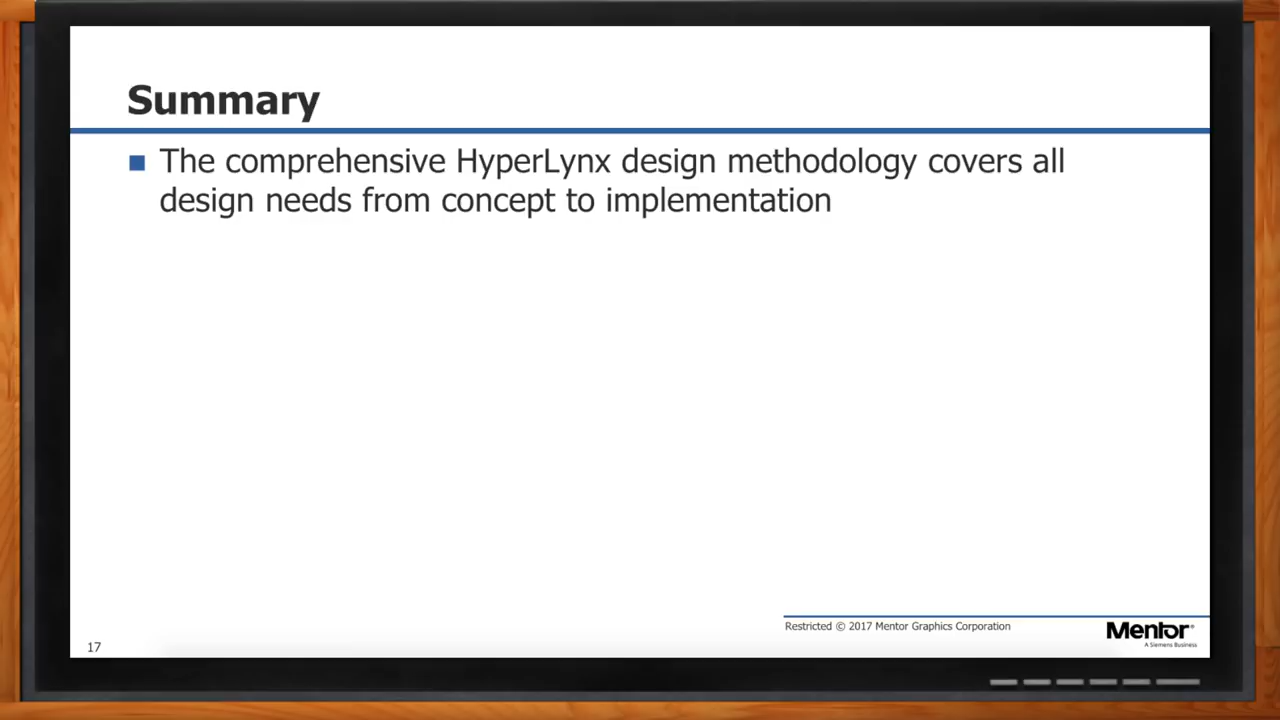 Summary
The comprehensive HyperLynx design methodology covers all
design needs from concept to implementation
Restricted © 2017 Mentor Graphics Corporation
Mentor®
A Siemens Business
17